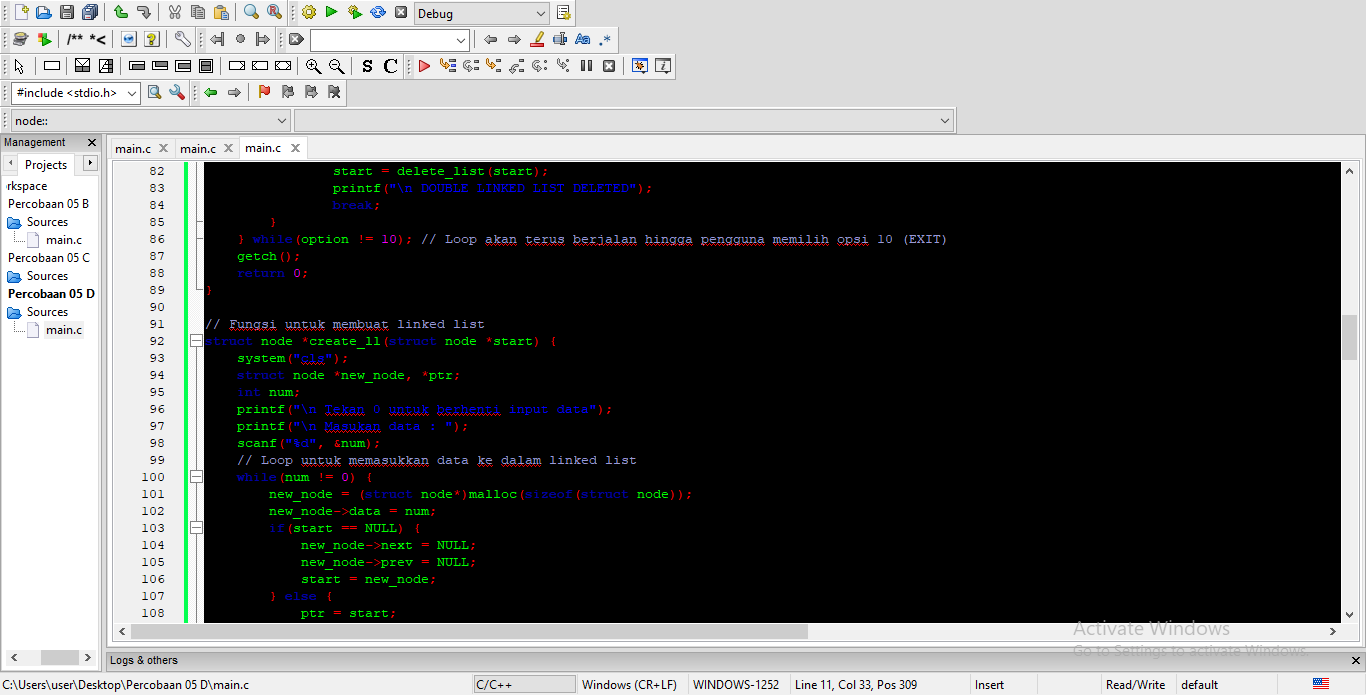 Debug
/** *<
Aa .*
S C
#include <stdio.h>
node::
Management
Projects
rkspace
Percobaan 05 B
Sources
main.c
Percobaan 05 C
Sources
Percobaan 05 D
Sources
main.c
main.c
main.c
main.c
82 start = delete_list(start);
83 printf("\n DOUBLE LINKED LIST DELETED");
84 break;
85 }
86 } while(option != 10); // Loop akan terus berjalan hingga pengguna memilih opsi 10 (EXIT)
87 getch();
88 return 0;
89 }
90
91 // Fungsi untuk membuat linked list
92 struct node *create_ll(struct node *start) {
93 system("cls");
94 struct node *new_node, *ptr;
95 int num;
96 printf("\n Tekan 0 untuk berhenti input data");
97 printf("\n Masukan data : ");
98 scanf("%d", &num);
99 // Loop untuk memasukkan data ke dalam linked list
100 while(num != 0) {
101 new_node = (struct node*)malloc(sizeof(struct node));
102 new_node->data = num;
103 if(start == NULL) {
104 new_node->next = NULL;
105 new_node->prev = NULL;
106 start = new_node;
107 } else {
108 ptr = start;
Activate Windows
Go to Settings to activate Windows.
Logs & others
C:\Users\user\Desktop\Percobaan 05 D\main.c
C/C++
Windows (CR+LF)
WINDOWS-1252
Line 11, Col 33, Pos 309
Insert
Read/Write
default